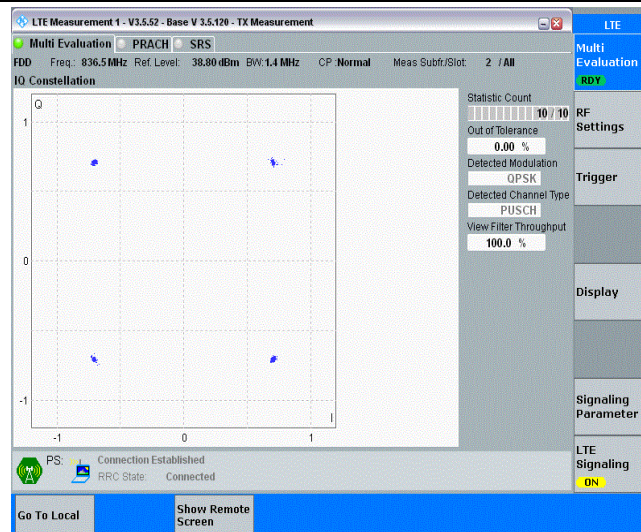 LTE Measurement 1 - V3.5.52 - Base V 3.5.120 - TX Measurement
LTE
Multi Evaluation PRACH SRS
Multi
Evaluation
RDY
FDD Freq.: 836.5 MHz Ref. Level: 38.80 dBm BW:1.4 MHz CP :Normal Meas Subfr./Slot: 2 / All
IQ Constellation
Q
1
0
-1
I
-1 0 1
Statistic Count
10 / 10
Out of Tolerance
0.00 %
Detected Modulation
QPSK
Detected Channel Type
PUSCH
View Filter Throughput
100.0 %
RF
Settings
Trigger
Display
Signaling
Parameter
LTE
Signaling
ON
PS: Connection Established
RRC State: Connected
Go To Local
Show Remote
Screen